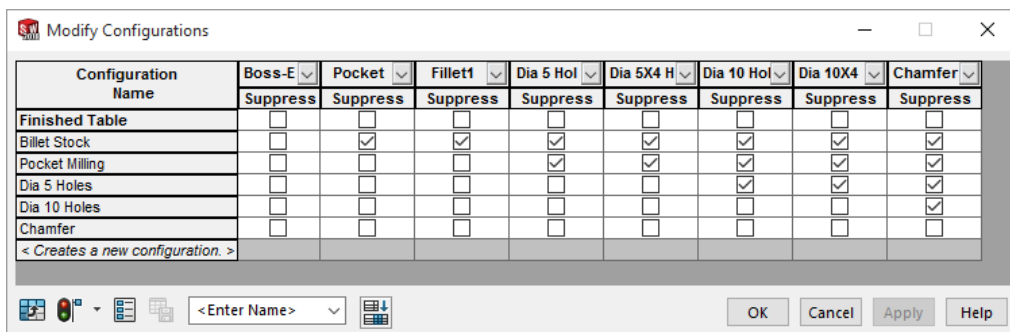 Modify Configurations
Configuration Name Boss-E Pocket Fillet1 Dia 5 Hol Dia 5X4 H Dia 10 Hol Dia 10X4 Chamfer
Suppress Suppress Suppress Suppress Suppress Suppress Suppress Suppress
Finished Table
Billet Stock
Pocket Milling
Dia 5 Holes
Dia 10 Holes
Chamfer
< Creates a new configuration. >
<Enter Name> OK Cancel Apply Help